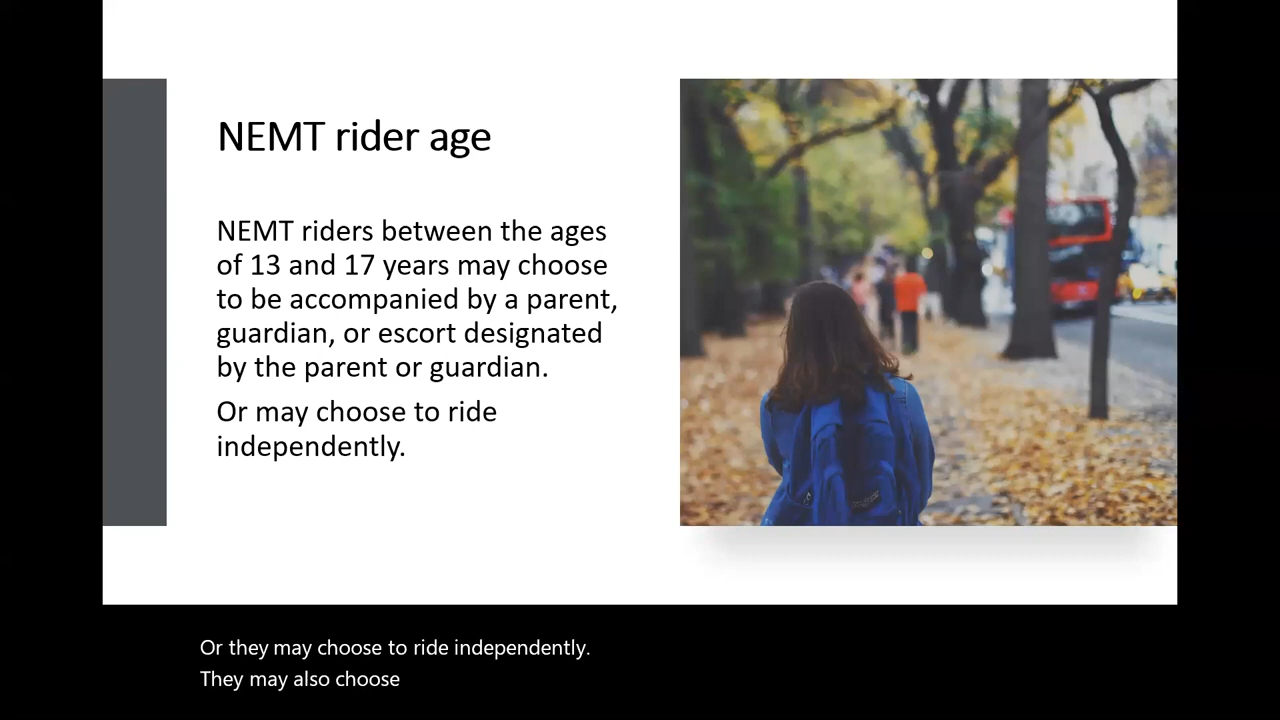 NEMT rider age
NEMT riders between the ages
of 13 and 17 years may choose
to be accompanied by a parent,
guardian, or escort designated
by the parent or guardian.
Or may choose to ride
independently.
Or they may choose to ride independently.
They may also choose